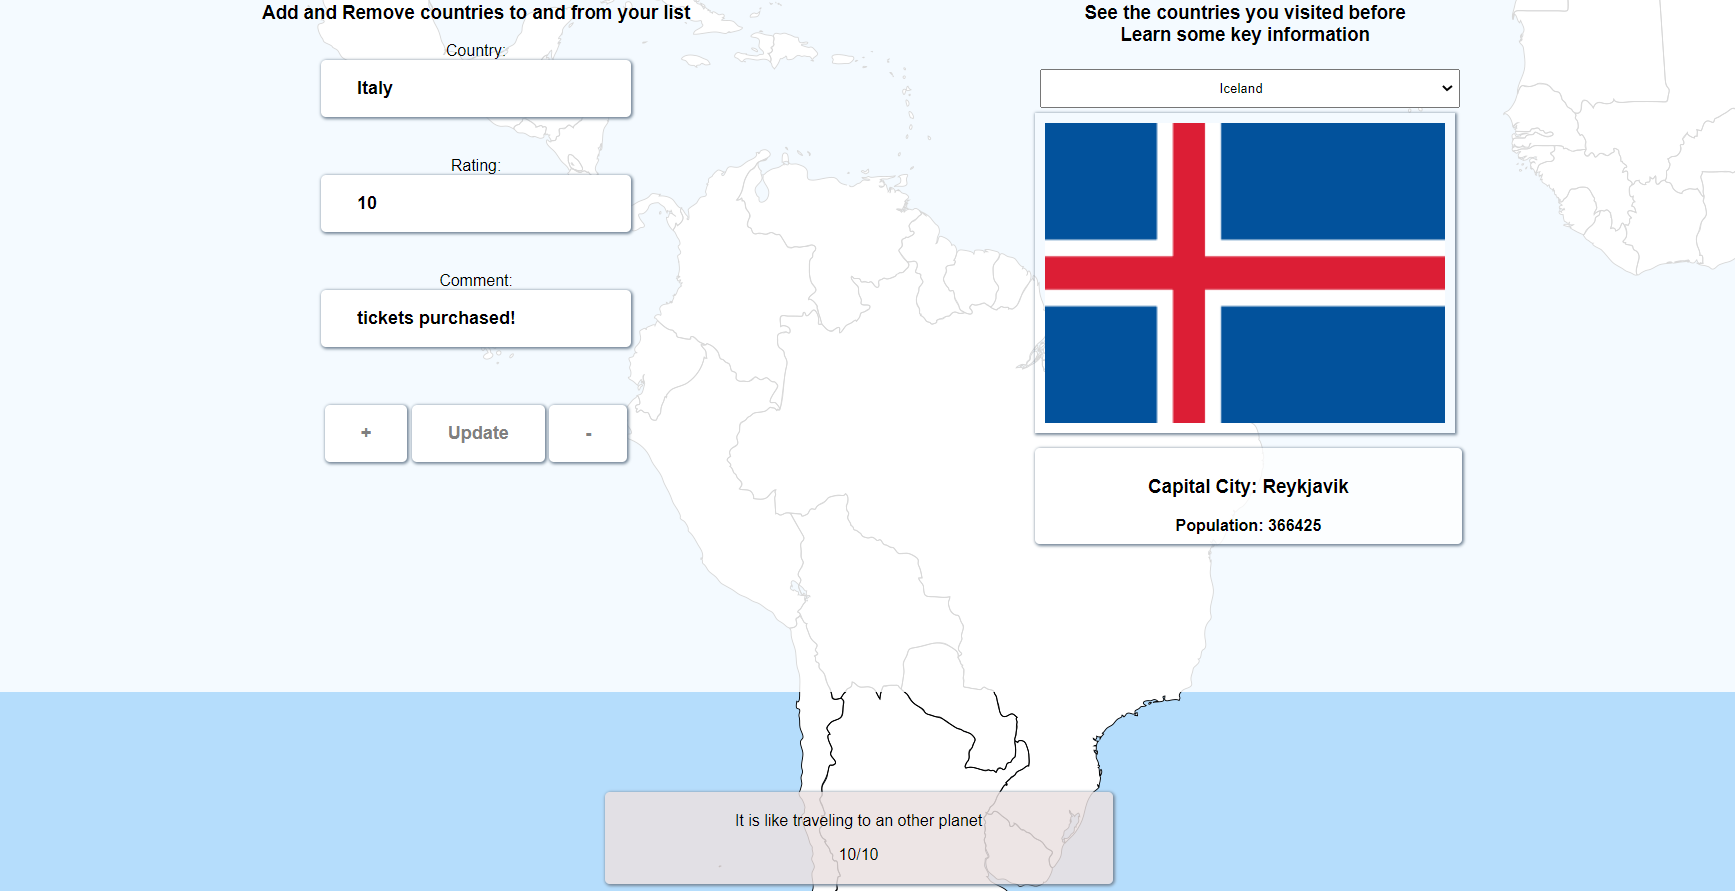 Add and Remove countries to and from your list
Country:
Italy
Rating:
10
Comment:
tickets purchased!
+
Update
-
See the countries you visited before
Learn some key information
Iceland
Capital City: Reykjavik
Population: 366425
It is like traveling to an other planet
10/10